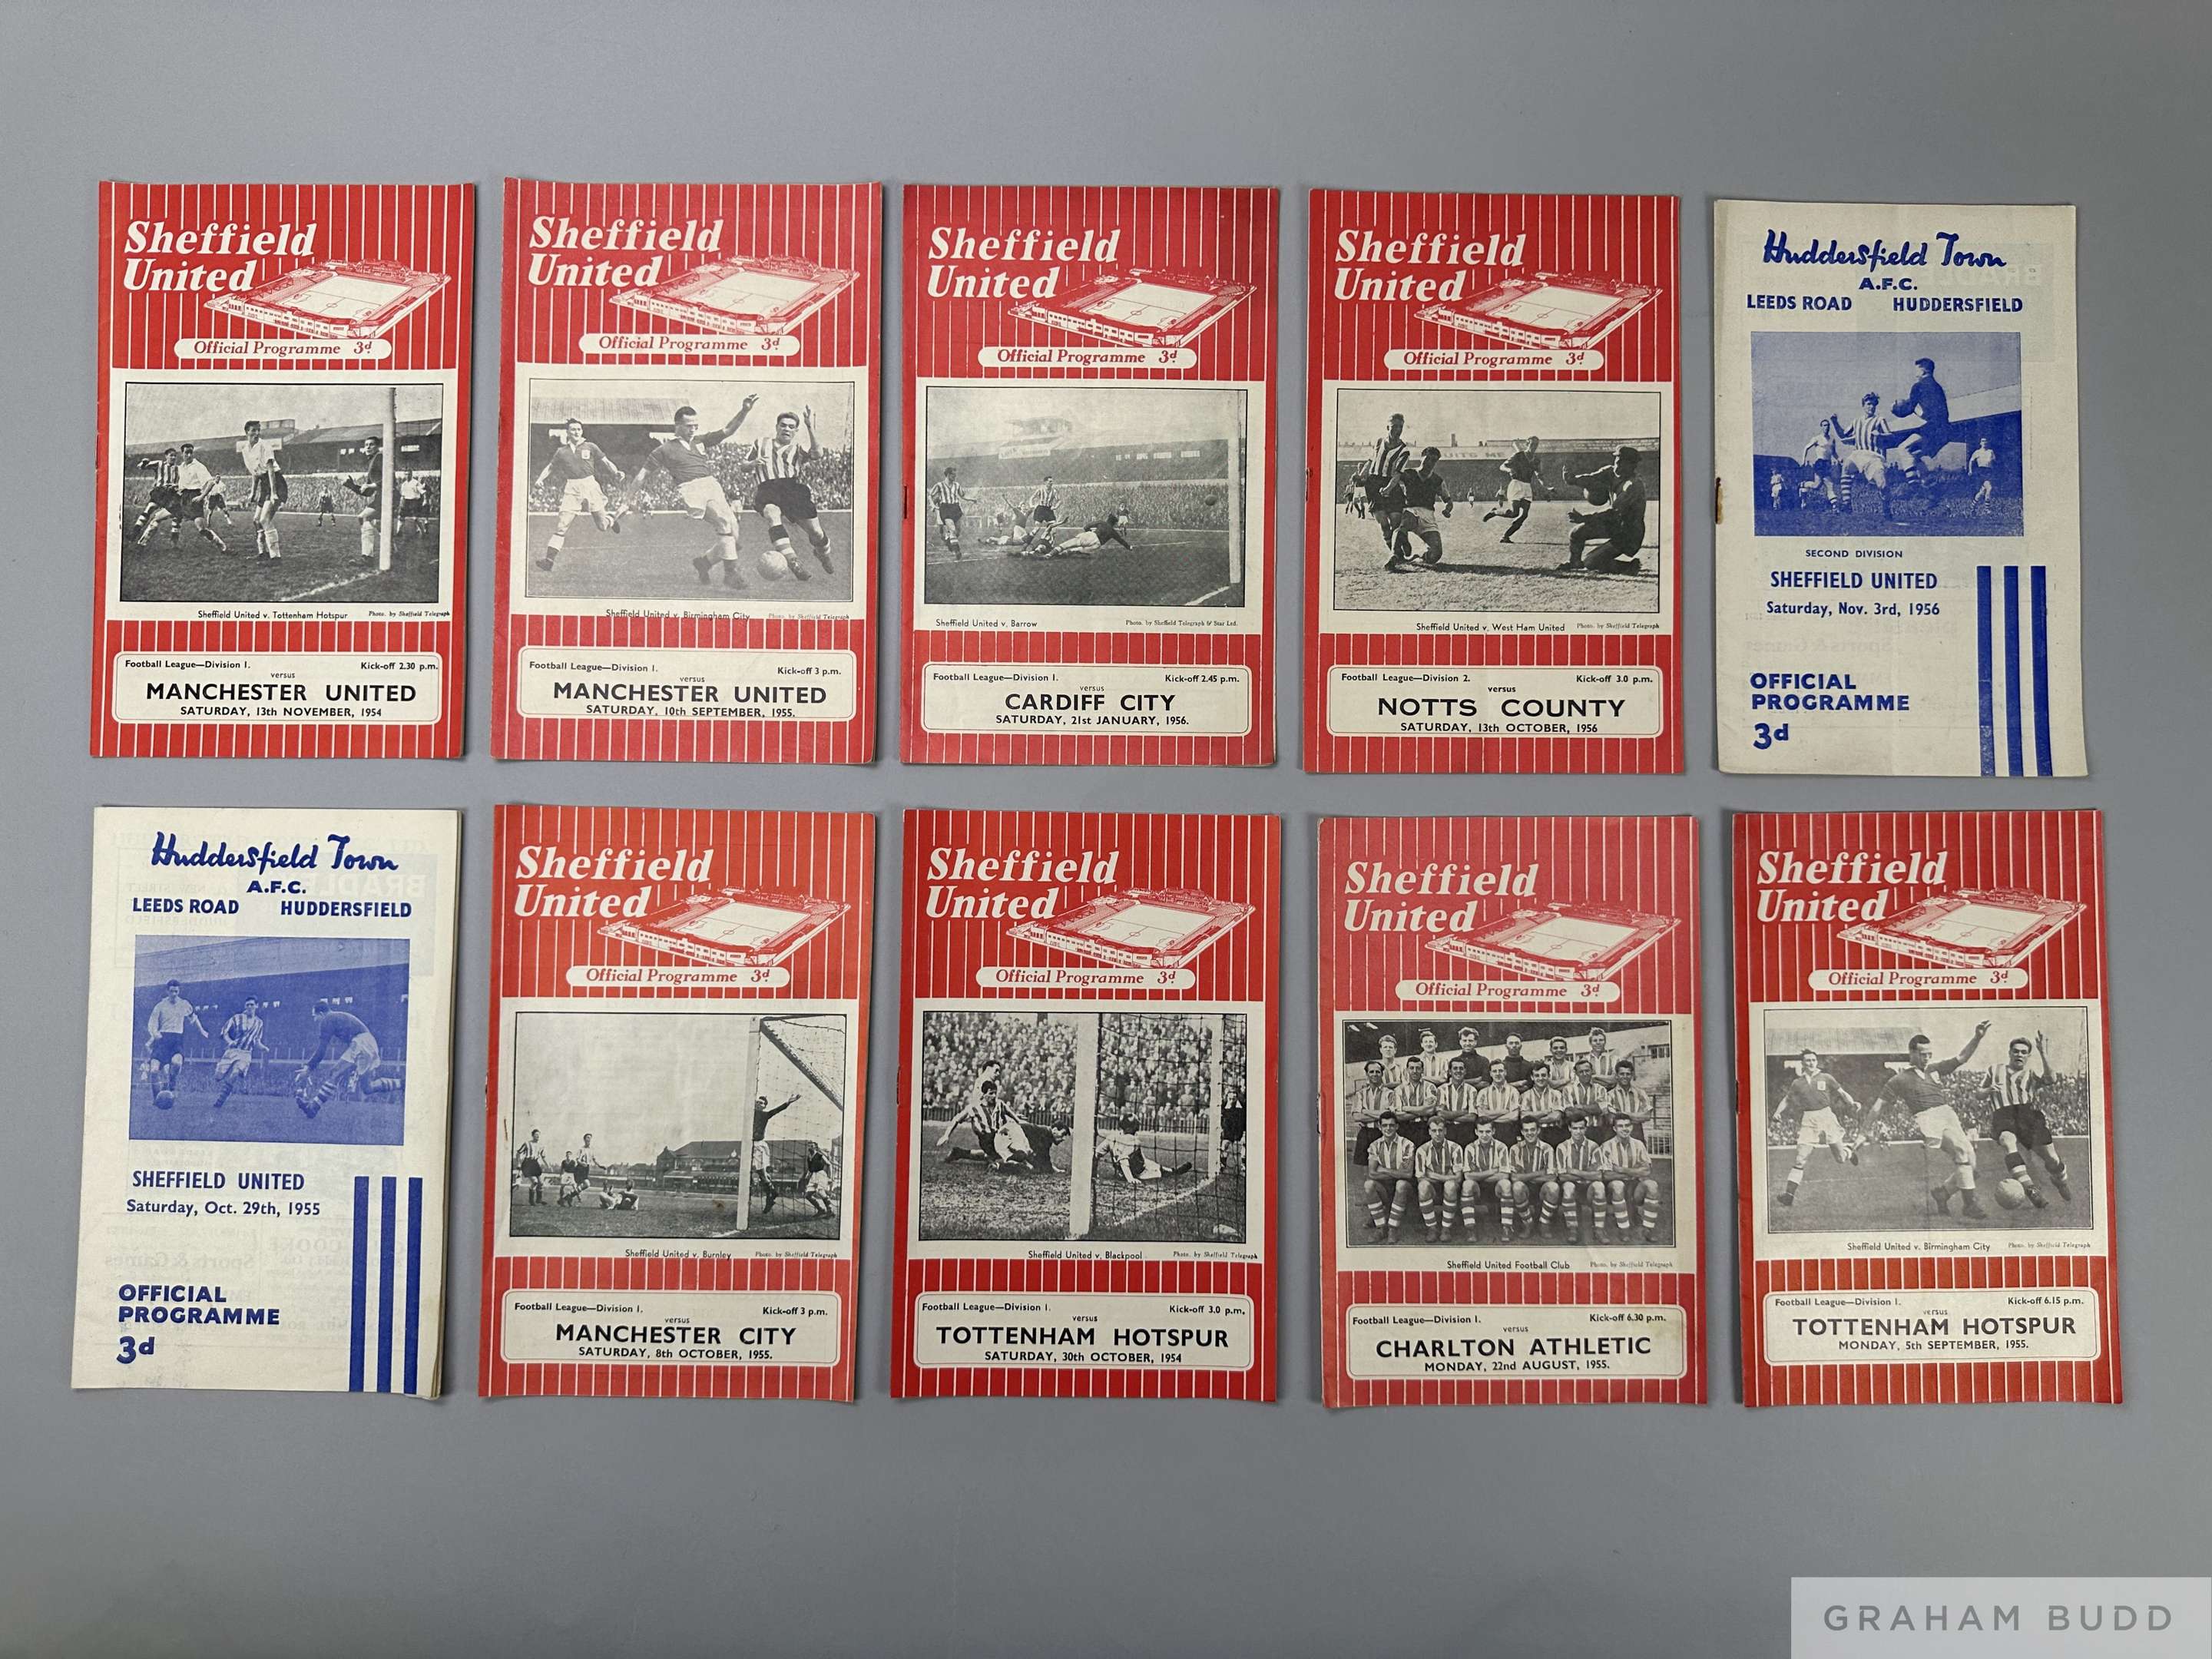 Sheffield
United
Official Programme 3d.
Sheffield United v. Tottenham Hotspur Photo. by Sheffield Telegraph
Football League—Division 1. Kick-off 2.30 p.m.
versus
MANCHESTER UNITED
SATURDAY, 13th NOVEMBER, 1954
Sheffield
United
Official Programme 3d.
Sheffield United v. Birmingham City Photo. by Sheffield Telegraph
Football League—Division 1. Kick-off 3 p.m.
versus
MANCHESTER UNITED
SATURDAY, 10th SEPTEMBER, 1955.
Sheffield
United
Official Programme 3d.
Sheffield United v. Barrow Photo. by Sheffield Telegraph & Star Ltd.
Football League—Division 1. Kick-off 2.45 p.m.
versus
CARDIFF CITY
SATURDAY, 21st JANUARY, 1956.
Sheffield
United
Official Programme 3d.
Sheffield United v. West Ham United Photo. by Sheffield Telegraph
Football League—Division 2. Kick-off 3.0 p.m.
versus
NOTTS COUNTY
SATURDAY, 13th OCTOBER, 1956
Huddersfield Town
A.F.C.
LEEDS ROAD HUDDERSFIELD
SECOND DIVISION
SHEFFIELD UNITED
Saturday, Nov. 3rd, 1956
OFFICIAL
PROGRAMME
3d
Huddersfield Town
A.F.C.
LEEDS ROAD HUDDERSFIELD
SHEFFIELD UNITED
Saturday, Oct. 29th, 1955
OFFICIAL
PROGRAMME
3d
Sheffield
United
Official Programme 3d.
Sheffield United v. Burnley Photo. by Sheffield Telegraph
Football League—Division 1. Kick-off 3 p.m.
versus
MANCHESTER CITY
SATURDAY, 8th OCTOBER, 1955.
Sheffield
United
Official Programme 3d.
Sheffield United v. Blackpool Photo. by Sheffield Telegraph
Football League—Division 1. Kick-off 3.0 p.m.
versus
TOTTENHAM HOTSPUR
SATURDAY, 30th OCTOBER, 1954
Sheffield
United
Official Programme 3d.
Sheffield United Football Club Photo. by Sheffield Telegraph
Football League—Division 1. Kick-off 6.30 p.m.
versus
CHARLTON ATHLETIC
MONDAY, 22nd AUGUST, 1955.
Sheffield
United
Official Programme 3d.
Sheffield United v. Birmingham City Photo. by Sheffield Telegraph
Football League—Division 1. Kick-off 6.15 p.m.
versus
TOTTENHAM HOTSPUR
MONDAY, 5th SEPTEMBER, 1955.
GRAHAM BUDD